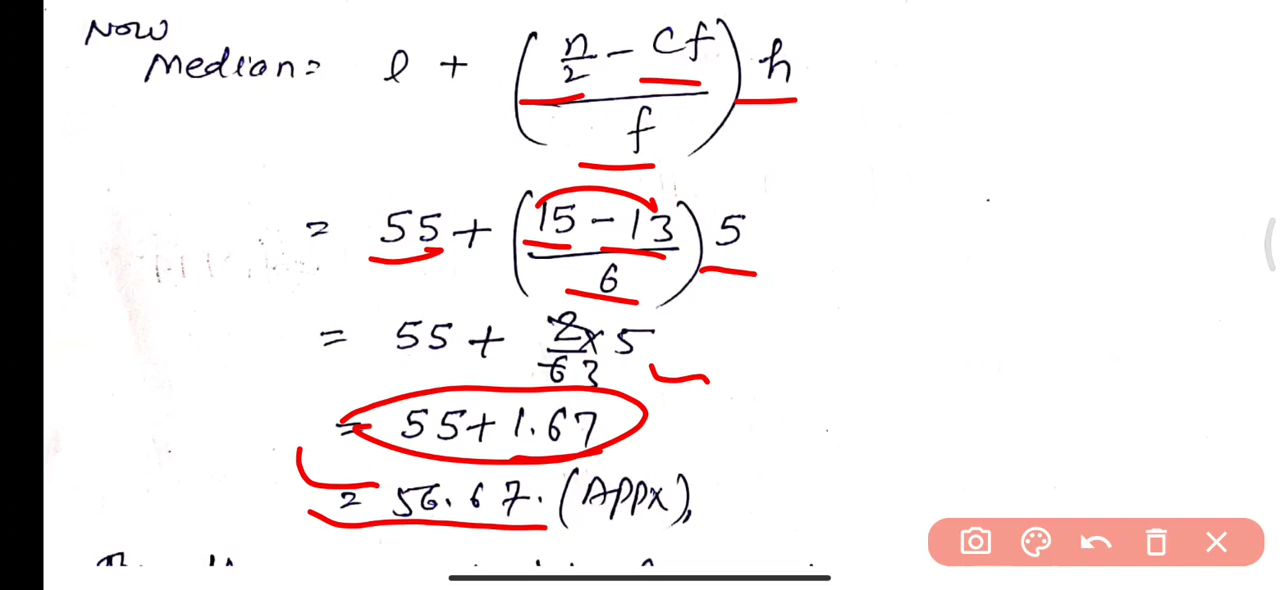 Now
Median = l + (n/2 - cf / f) h
= 55 + (15 - 13 / 6) 5
= 55 + 2/6 3 x 5
= 55 + 1.67
= 56.67. (Appx),